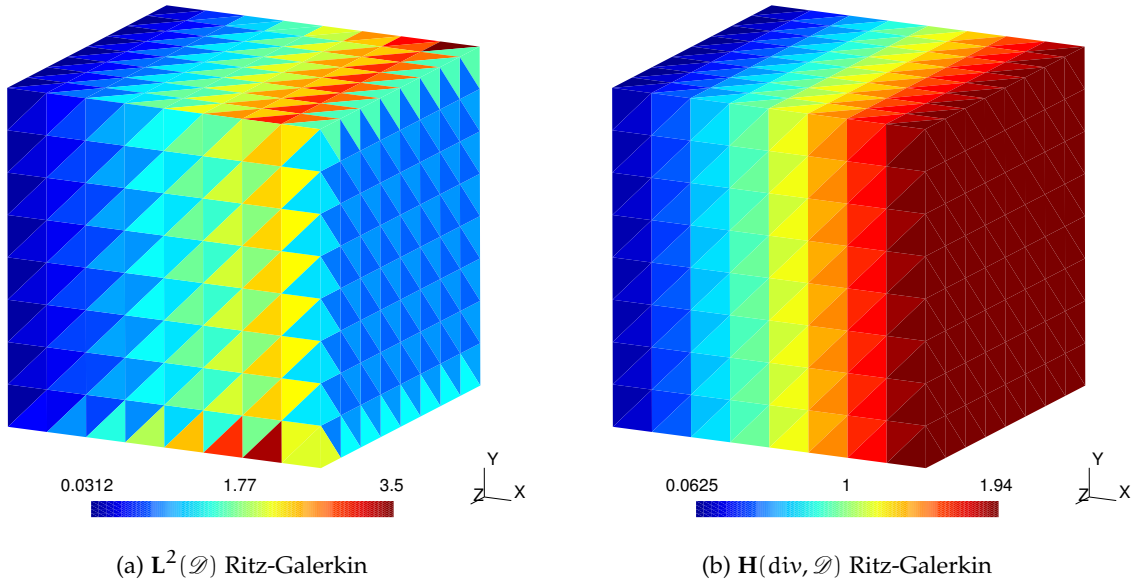 0.0312 1.77 3.5
Y
Z X
0.0625 1 1.94
Y
Z X
(a) L²(𝒟) Ritz-Galerkin
(b) H(div, 𝒟) Ritz-Galerkin